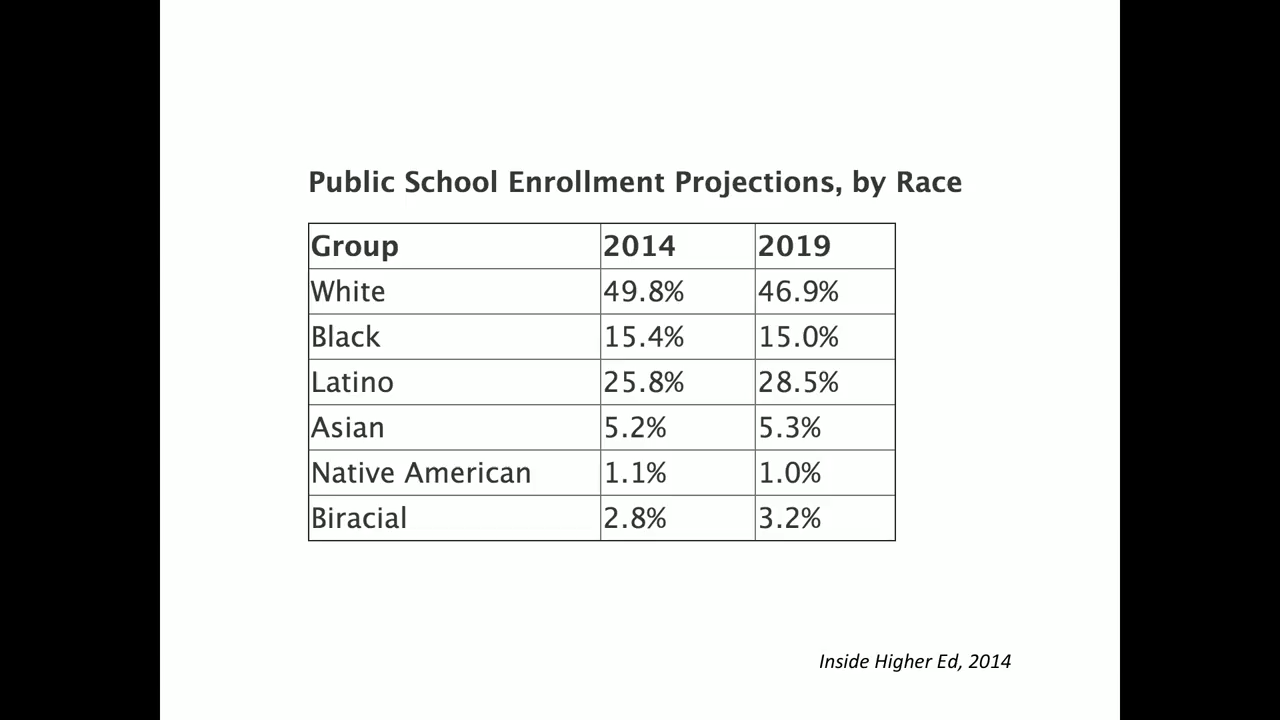 Public School Enrollment Projections, by Race
Group 2014 2019
White 49.8% 46.9%
Black 15.4% 15.0%
Latino 25.8% 28.5%
Asian 5.2% 5.3%
Native American 1.1% 1.0%
Biracial 2.8% 3.2%
Inside Higher Ed, 2014